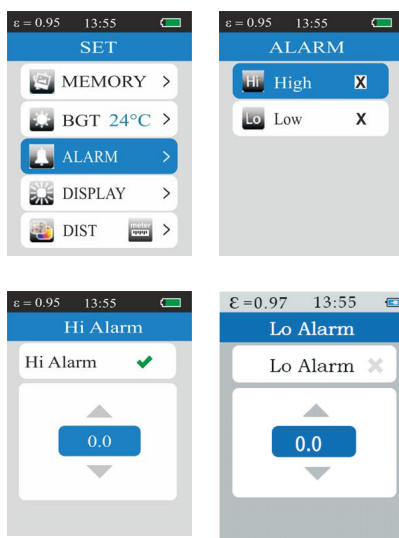 ε = 0.95 13:55
SET
MEMORY >
BGT 24°C >
ALARM >
DISPLAY >
DIST meter >
ε = 0.95 13:55
ALARM
Hi High X
Lo Low X
ε = 0.95 13:55
Hi Alarm
Hi Alarm ✔
0.0
ε =0.97 13:55
Lo Alarm
Lo Alarm ✖
0.0